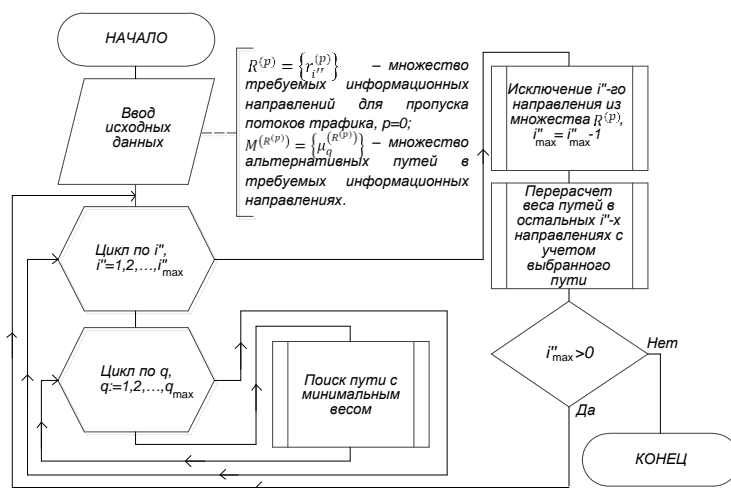 НАЧАЛО
Ввод
исходных
данных
R^{(p)} = {r_{i''}^{(p)}} – множество
требуемых информационных
направлений для пропуска
потоков трафика, p=0;
M^{(R^{(p)})} = {μ_q^{(R^{(p)})}} – множество
альтернативных путей в
требуемых информационных
направлениях.
Цикл по i",
i"=1,2,…,i"max
Цикл по q,
q:=1,2,…,qmax
Поиск пути с
минимальным
весом
Исключение i"-го
направления из
множества R^{(p)},
i"max = i"max -1
Перерасчет
веса путей в
остальных i"-х
направлениях с
учетом
выбранного
пути
i"max>0
Нет
Да
КОНЕЦ